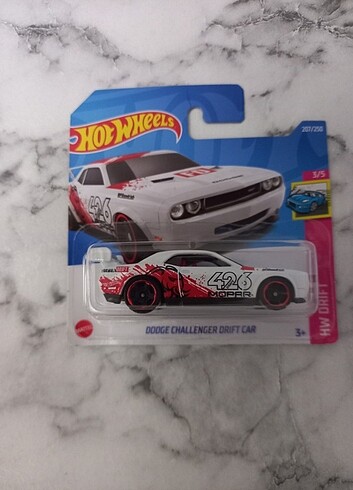 HOT WHEELS
207/250
3/5
426
426
MOPAR
HW DRIFT
DODGE CHALLENGER DRIFT CAR
3+